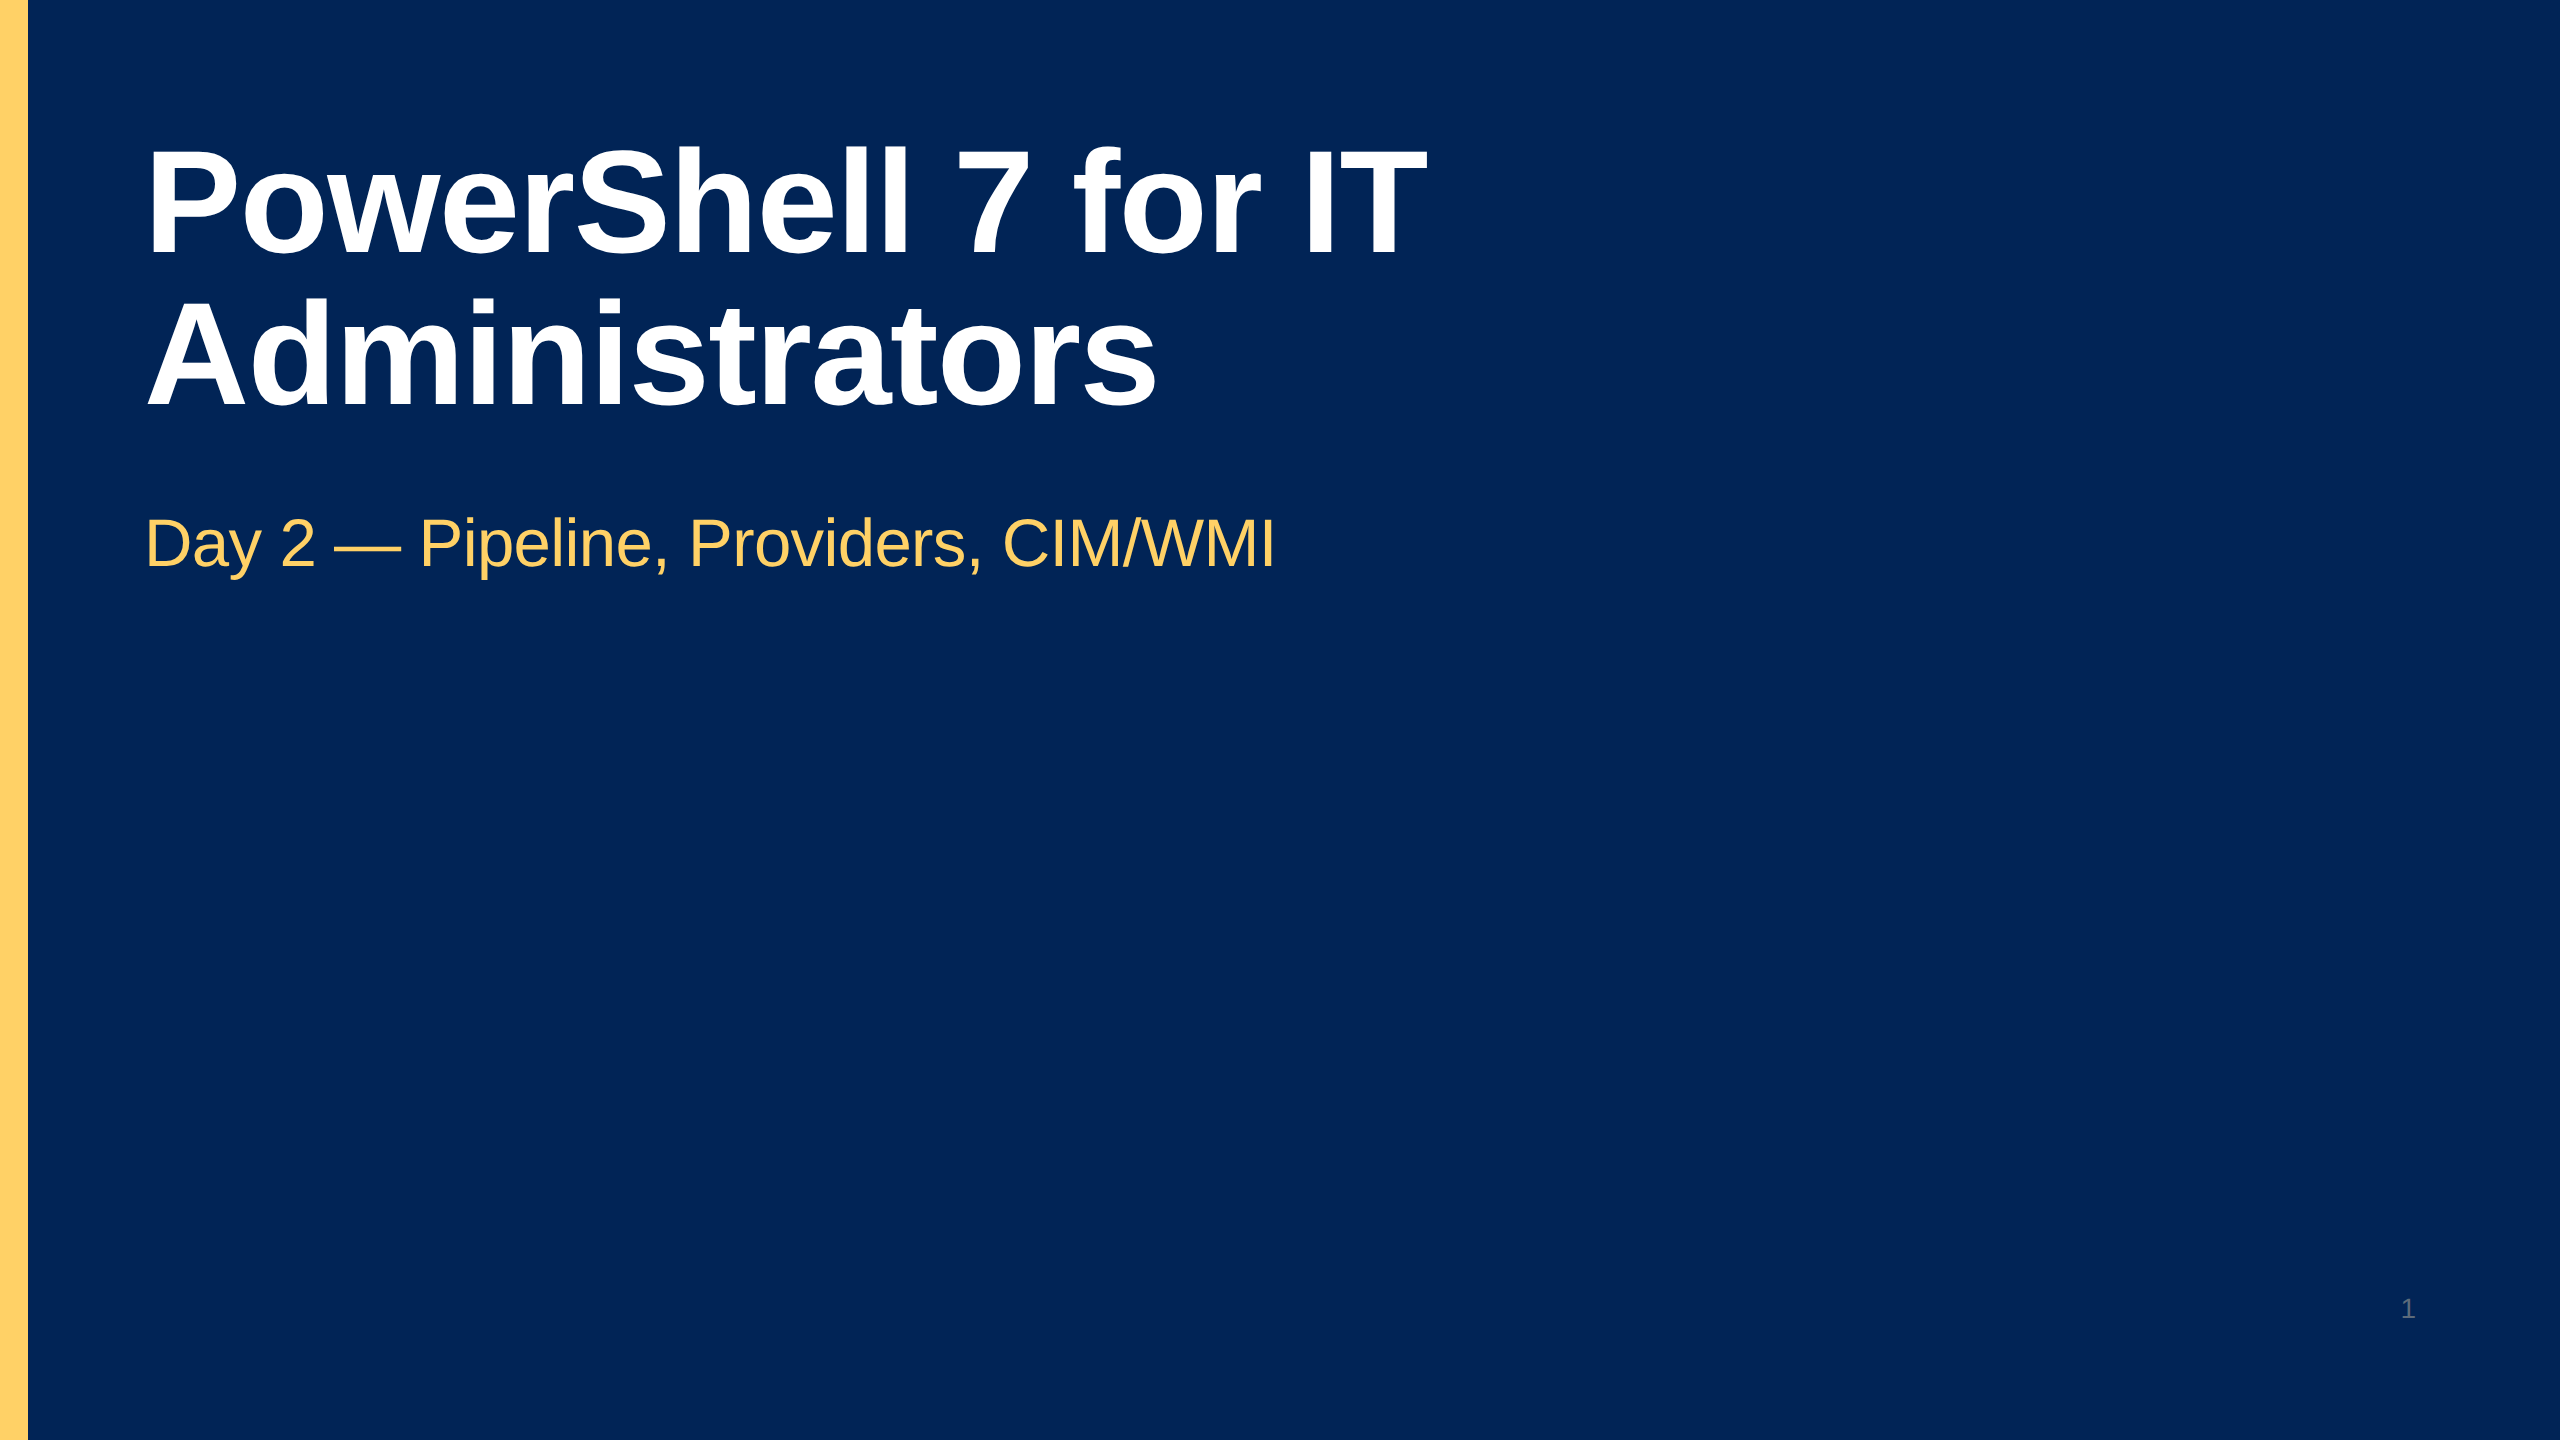 PowerShell 7 for IT
Administrators
Day 2 — Pipeline, Providers, CIM/WMI
1